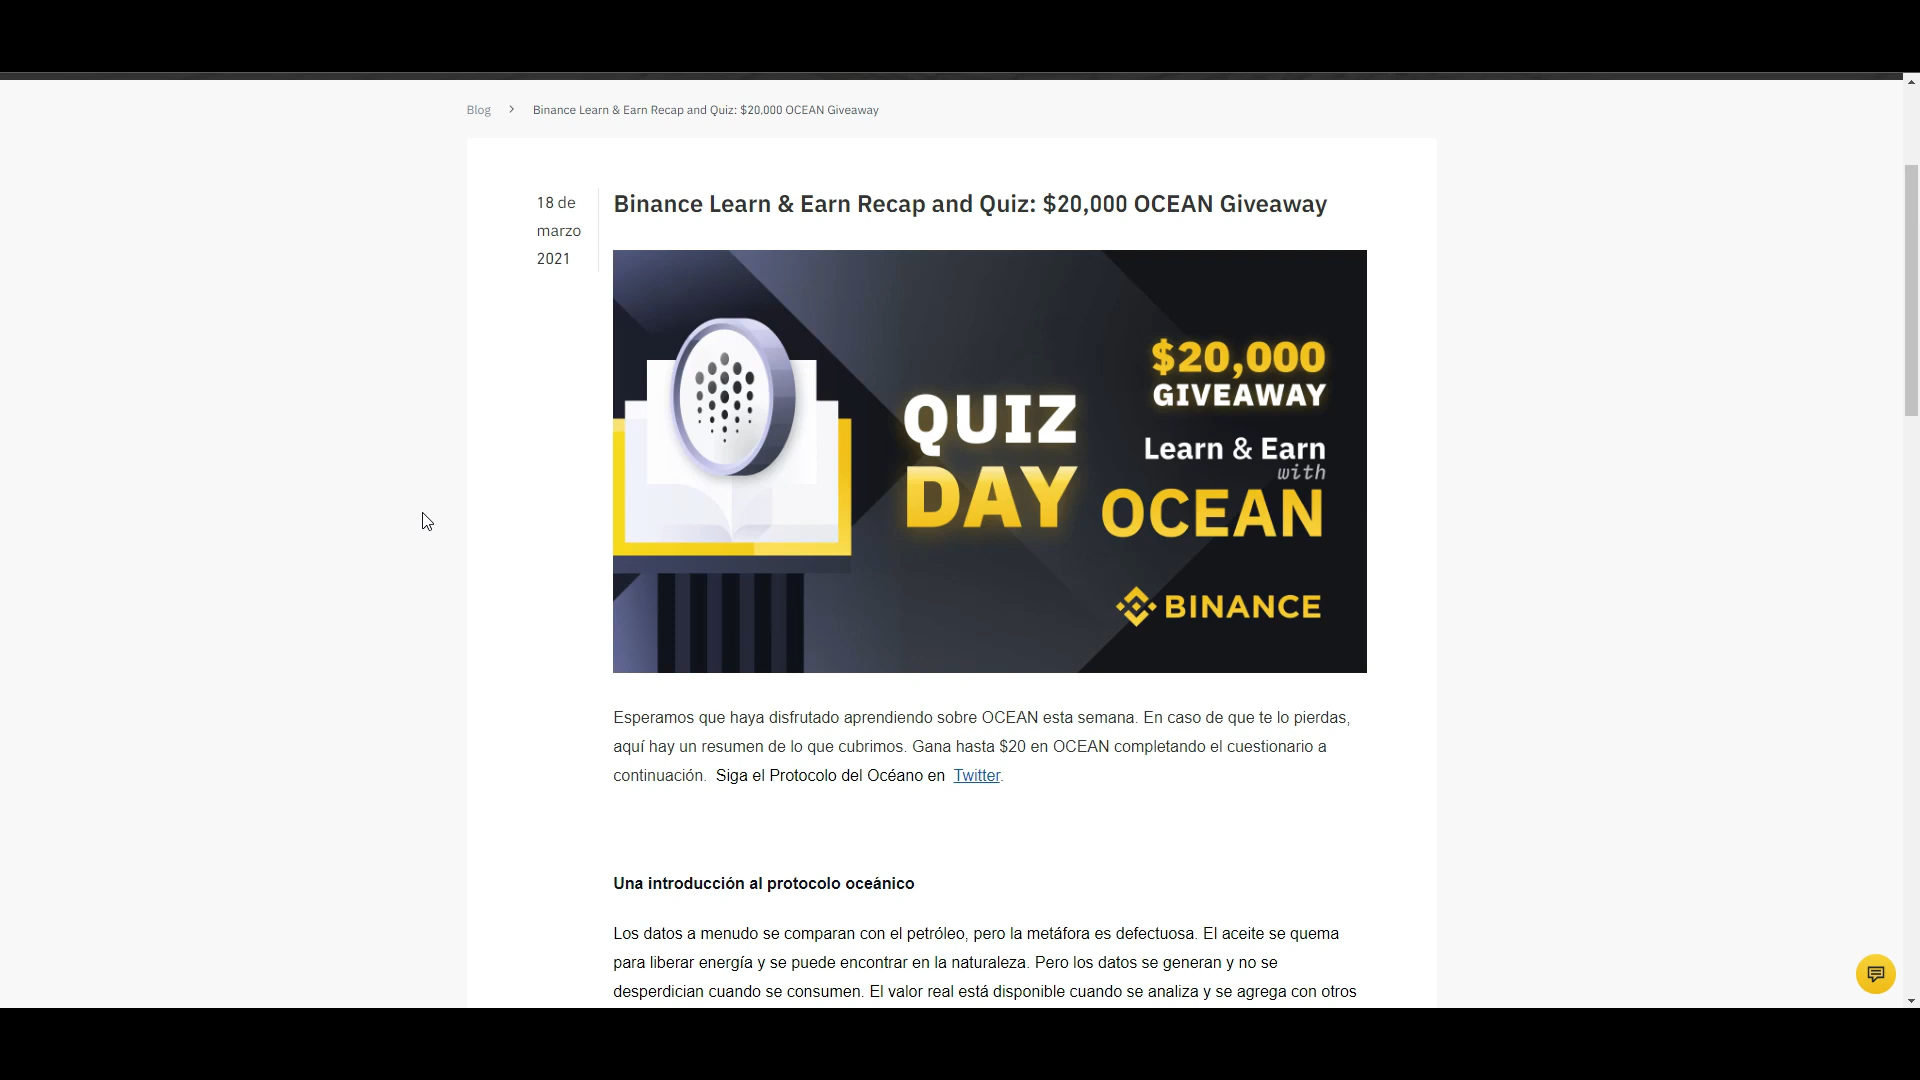 Blog > Binance Learn & Earn Recap and Quiz: $20,000 OCEAN Giveaway
18 de
marzo
2021
Binance Learn & Earn Recap and Quiz: $20,000 OCEAN Giveaway
QUIZ
DAY
$20,000
GIVEAWAY
Learn & Earn
with
OCEAN
BINANCE
Esperamos que haya disfrutado aprendiendo sobre OCEAN esta semana. En caso de que te lo pierdas,
aquí hay un resumen de lo que cubrimos. Gana hasta $20 en OCEAN completando el cuestionario a
continuación. Siga el Protocolo del Océano en Twitter.
Una introducción al protocolo oceánico
Los datos a menudo se comparan con el petróleo, pero la metáfora es defectuosa. El aceite se quema
para liberar energía y se puede encontrar en la naturaleza. Pero los datos se generan y no se
desperdician cuando se consumen. El valor real está disponible cuando se analiza y se agrega con otros